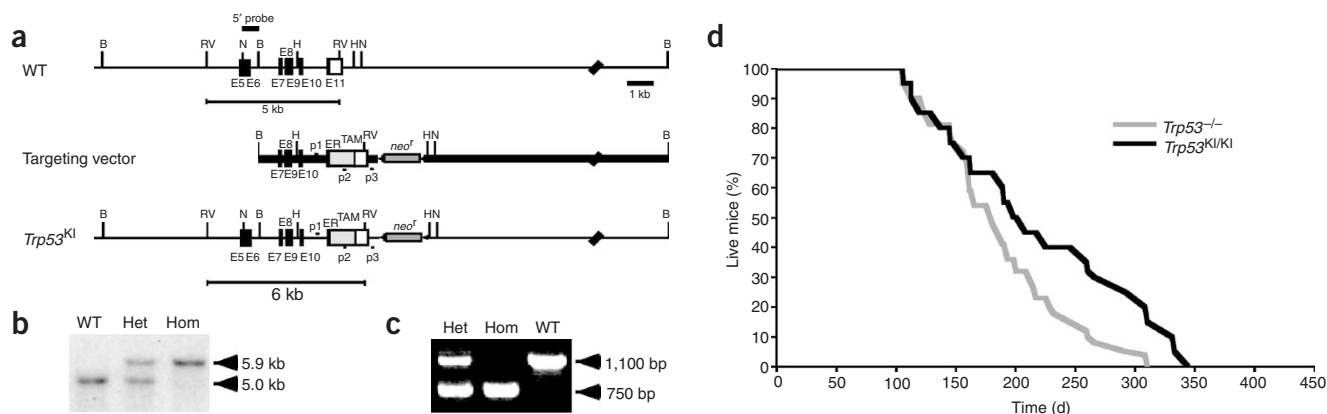 a
5′ probe
B RV N B E8 H RV HN B
WT
E5 E6 E7 E9 E10 E11
5 kb
1 kb
B E8 H p1 ER^TAM RV neo^r HN B
Targeting vector
E7 E9 E10 p2 p3
RV N B E8 H p1 ER^TAM RV neo^r HN B
B
Trp53^KI
E5 E6 E7 E9 E10 p2 p3
6 kb
b
WT Het Hom
5.9 kb
5.0 kb
c
Het Hom WT
1,100 bp
750 bp
d
Live mice (%)
100
90
80
70
60
50
40
30
20
10
0
Trp53^−/−
Trp53^KI/KI
0 50 100 150 200 250 300 350 400 450
Time (d)